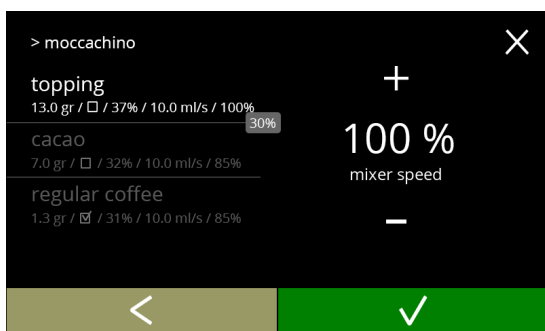 > moccachino
topping
13.0 gr / ☐ / 37% / 10.0 ml/s / 100%
30%
cacao
7.0 gr / ☐ / 32% / 10.0 ml/s / 85%
regular coffee
1.3 gr / ☑ / 31% / 10.0 ml/s / 85%
+
100 %
mixer speed
−